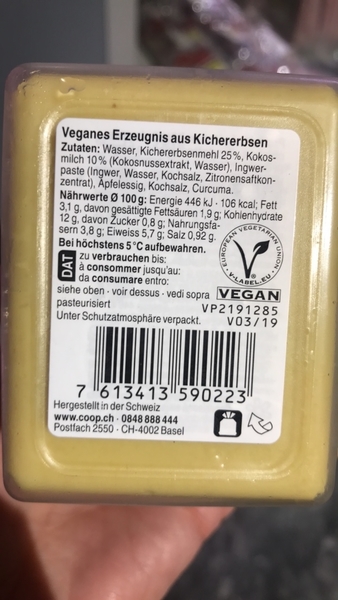 Veganes Erzeugnis aus Kichererbsen
Zutaten: Wasser, Kichererbsenmehl 25%, Kokos-
milch 10% (Kokosnussextrakt, Wasser), Ingwer-
paste (Ingwer, Wasser, Kochsalz, Zitronensaftkon-
zentrat), Apfelessig, Kochsalz, Curcuma.
Nährwerte Ø 100 g: Energie 446 kJ · 106 kcal; Fett
3,1 g, davon gesättigte Fettsäuren 1,9 g; Kohlenhydrate
12 g, davon Zucker 0,8 g; Nahrungsfa-
sern 3,8 g; Eiweiss 5,7 g; Salz 0,92 g.
Bei höchstens 5°C aufbewahren.
DAT
zu verbrauchen bis:
à consommer jusqu'au:
da consumare entro:
siehe oben · voir dessus · vedi sopra
pasteurisiert
Unter Schutzatmosphäre verpackt.
EUROPEAN VEGETARIAN UNION
V-LABEL.EU
VEGAN
VP2191285
V03/19
7 613413 590223
Hergestellt in der Schweiz
www.coop.ch · 0848 888 444
Postfach 2550 · CH-4002 Basel